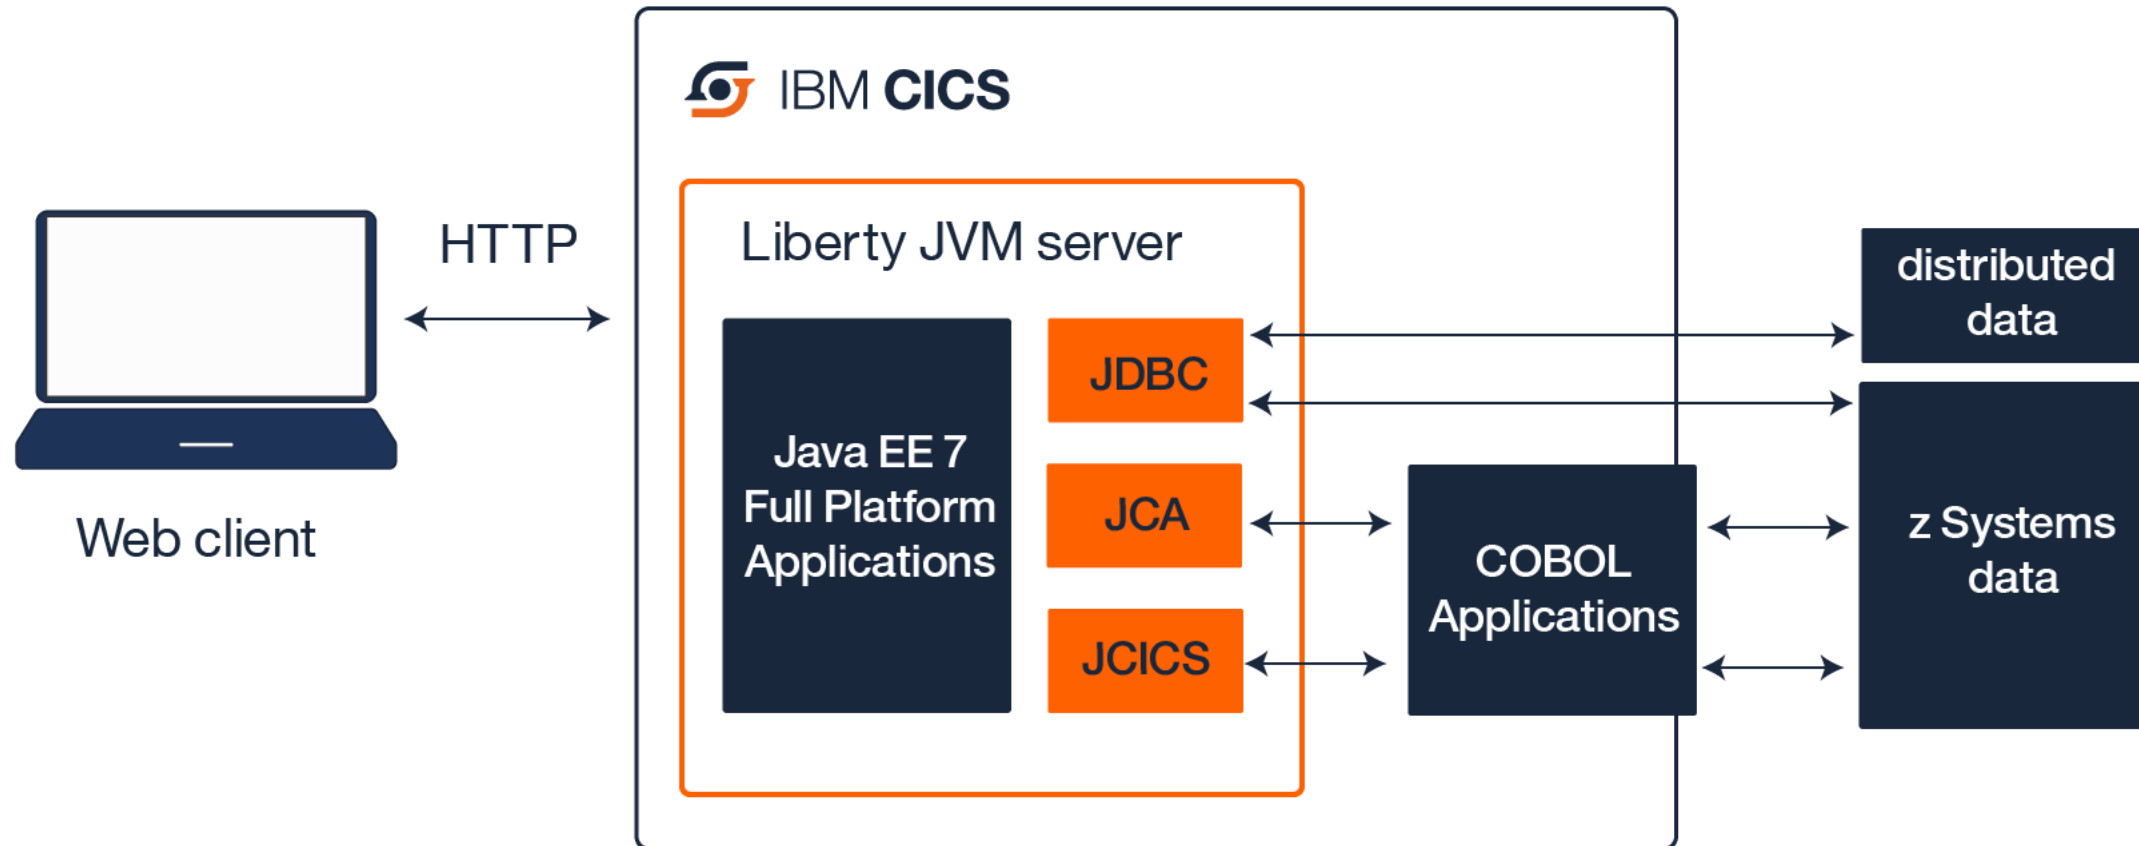 IBM CICS
HTTP
Liberty JVM server
distributed
data
JDBC
Java EE 7
Full Platform
Applications
JCA
z Systems
data
Web client
COBOL
Applications
JCICS